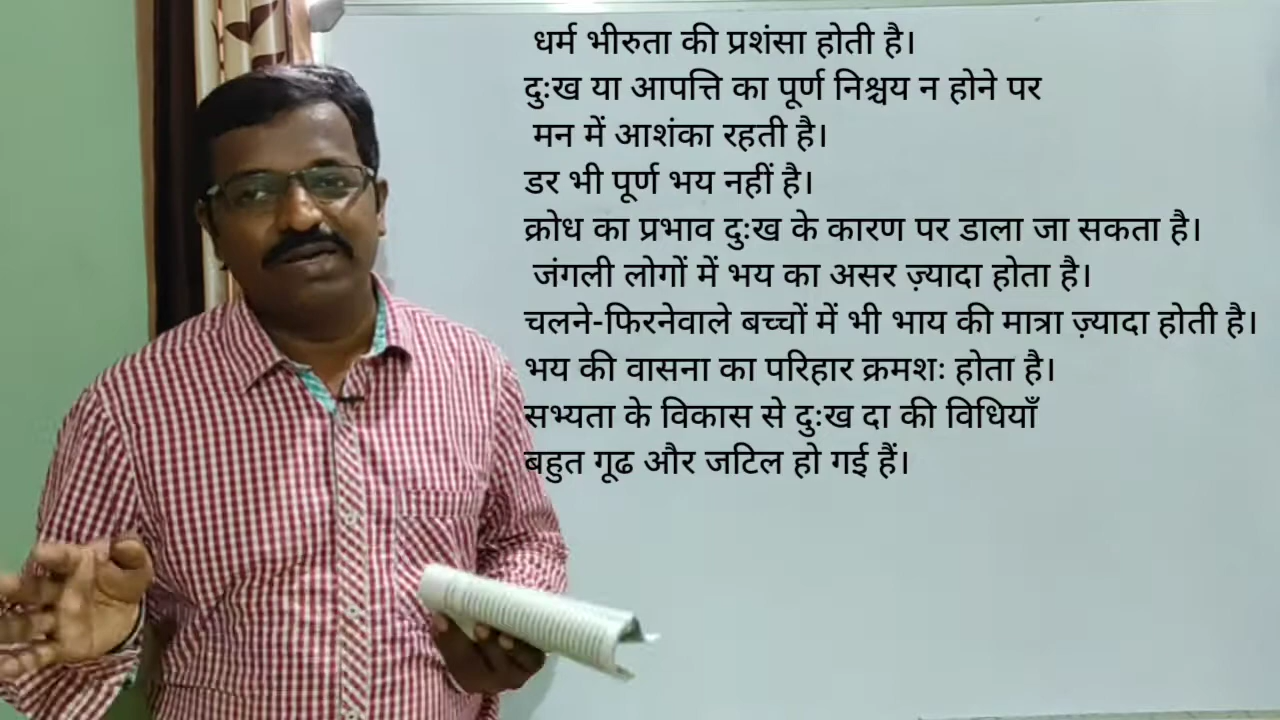 धर्म भीरुता की प्रशंसा होती है।
दुःख या आपत्ति का पूर्ण निश्चय न होने पर
मन में आशंका रहती है।
डर भी पूर्ण भय नहीं है।
क्रोध का प्रभाव दुःख के कारण पर डाला जा सकता है।
जंगली लोगों में भय का असर ज़्यादा होता है।
चलने-फिरनेवाले बच्चों में भी भाय की मात्रा ज़्यादा होती है।
भय की वासना का परिहार क्रमशः होता है।
सभ्यता के विकास से दुःख दा की विधियाँ
बहुत गूढ और जटिल हो गई हैं।